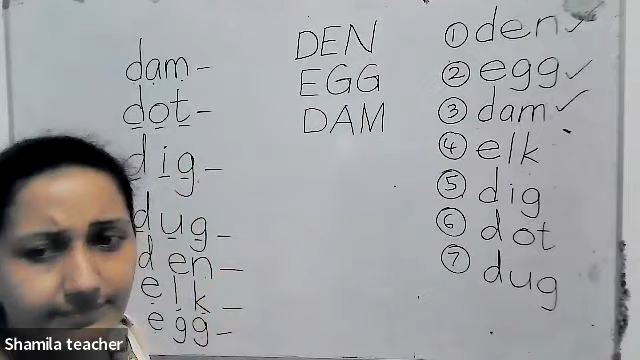 dam –
dot –
dig –
dug –
den –
elk –
egg –
DEN
EGG
DAM
① den ✓
② egg ✓
③ dam ✓
④ elk
⑤ dig
⑥ dot
⑦ dug
Shamila teacher